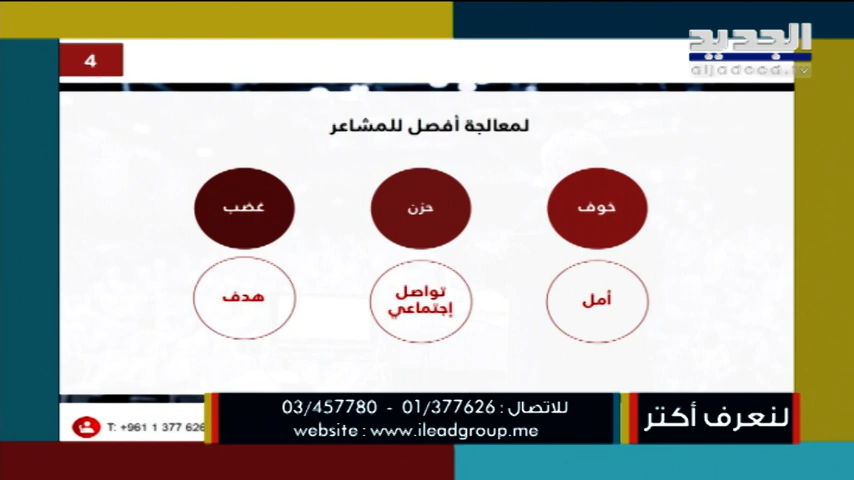 الجديد
aljadeed.tv
4
لمعالجة أفصل للمشاعر
خوف
حزن
غضب
أمل
تواصل
إجتماعي
هدف
T: +961 1 377 626
للاتصال : 01/377626 - 03/457780
website : www.ileadgroup.me
لنعرف أكتر